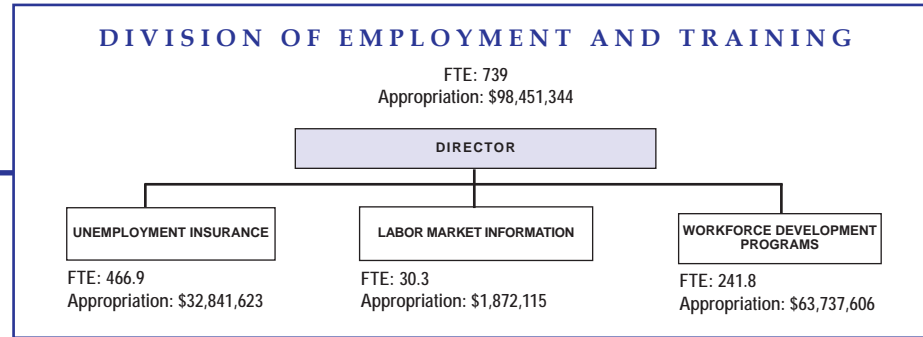 DIVISION OF EMPLOYMENT AND TRAINING
FTE: 739
Appropriation: $98,451,344
DIRECTOR
UNEMPLOYMENT INSURANCE
FTE: 466.9
Appropriation: $32,841,623
LABOR MARKET INFORMATION
FTE: 30.3
Appropriation: $1,872,115
WORKFORCE DEVELOPMENT
PROGRAMS
FTE: 241.8
Appropriation: $63,737,606